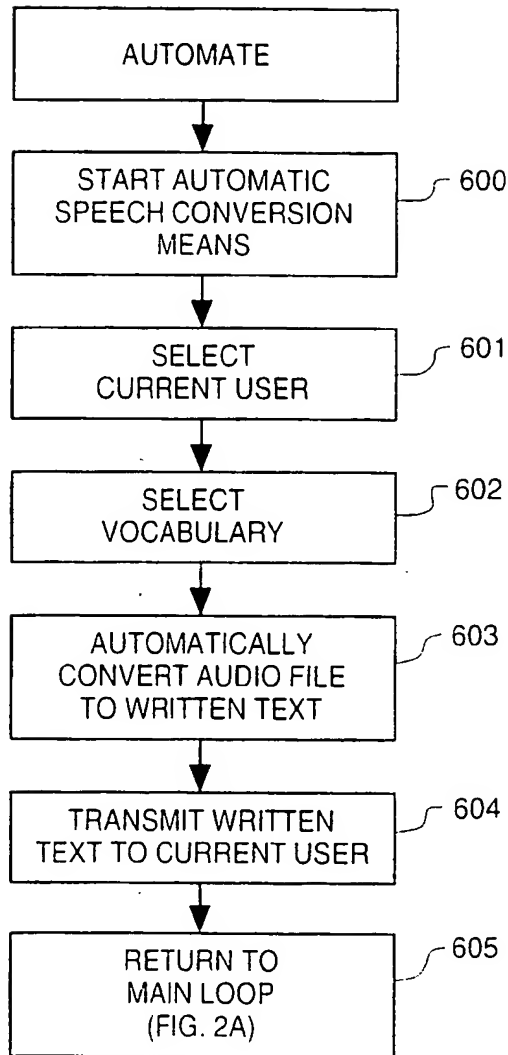 AUTOMATE
START AUTOMATIC
SPEECH CONVERSION
MEANS
600
SELECT
CURRENT USER
601
SELECT
VOCABULARY
602
AUTOMATICALLY
CONVERT AUDIO FILE
TO WRITTEN TEXT
603
TRANSMIT WRITTEN
TEXT TO CURRENT USER
604
RETURN TO
MAIN LOOP
(FIG. 2A)
605